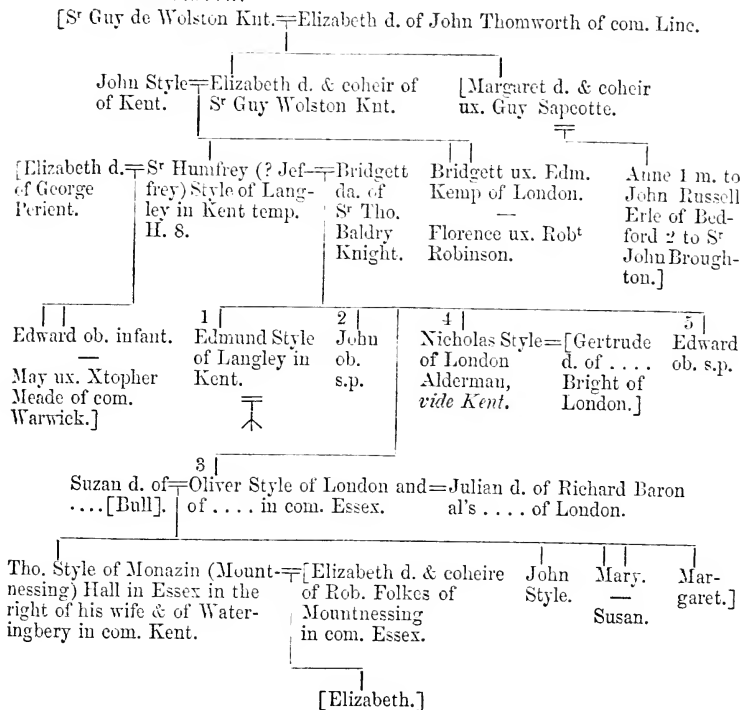 [Sr Guy de Wolston Knt.=Elizabeth d. of John Thomworth of com. Linc.
John Style=Elizabeth d. & coheir of
of Kent. Sr Guy Wolston Knt.
[Margaret d. & coheir
ux. Guy Sapcotte.
[Elizabeth d.=
of George
Perient.
Sr Humfrey (? Jef-=
frey) Style of Lang-
ley in Kent temp.
H. 8.
Bridgett
da. of
Sr Tho.
Baldry
Knight.
Bridgett ux. Edm.
Kemp of London.
—
Florence ux. Robt
Robinson.
Anne 1 m. to
John Russell
Erle of Bed-
ford 2 to Sr
John Brough-
ton.]
Edward ob. infant.
—
May ux. Xtopher
Meade of com.
Warwick.]
1
Edmund Style
of Langley in
Kent.
2
John
ob.
s.p.
4
Nicholas Style=
of London
Alderman,
vide Kent.
[Gertrude
d. of ....
Bright of
London.]
5
Edward
ob. s.p.
3
Suzan d. of=
....[Bull].
Oliver Style of London and=
of .... in com. Essex.
Julian d. of Richard Baron
al's .... of London.
Tho. Style of Monazin (Mount-=
nessing) Hall in Essex in the
right of his wife & of Water-
ingbery in com. Kent.
[Elizabeth d. & coheire
of Rob. Folkes of
Mountnessing
in com. Essex.
John
Style.
Mary.
—
Susan.
Mar-
garet.]
[Elizabeth.]